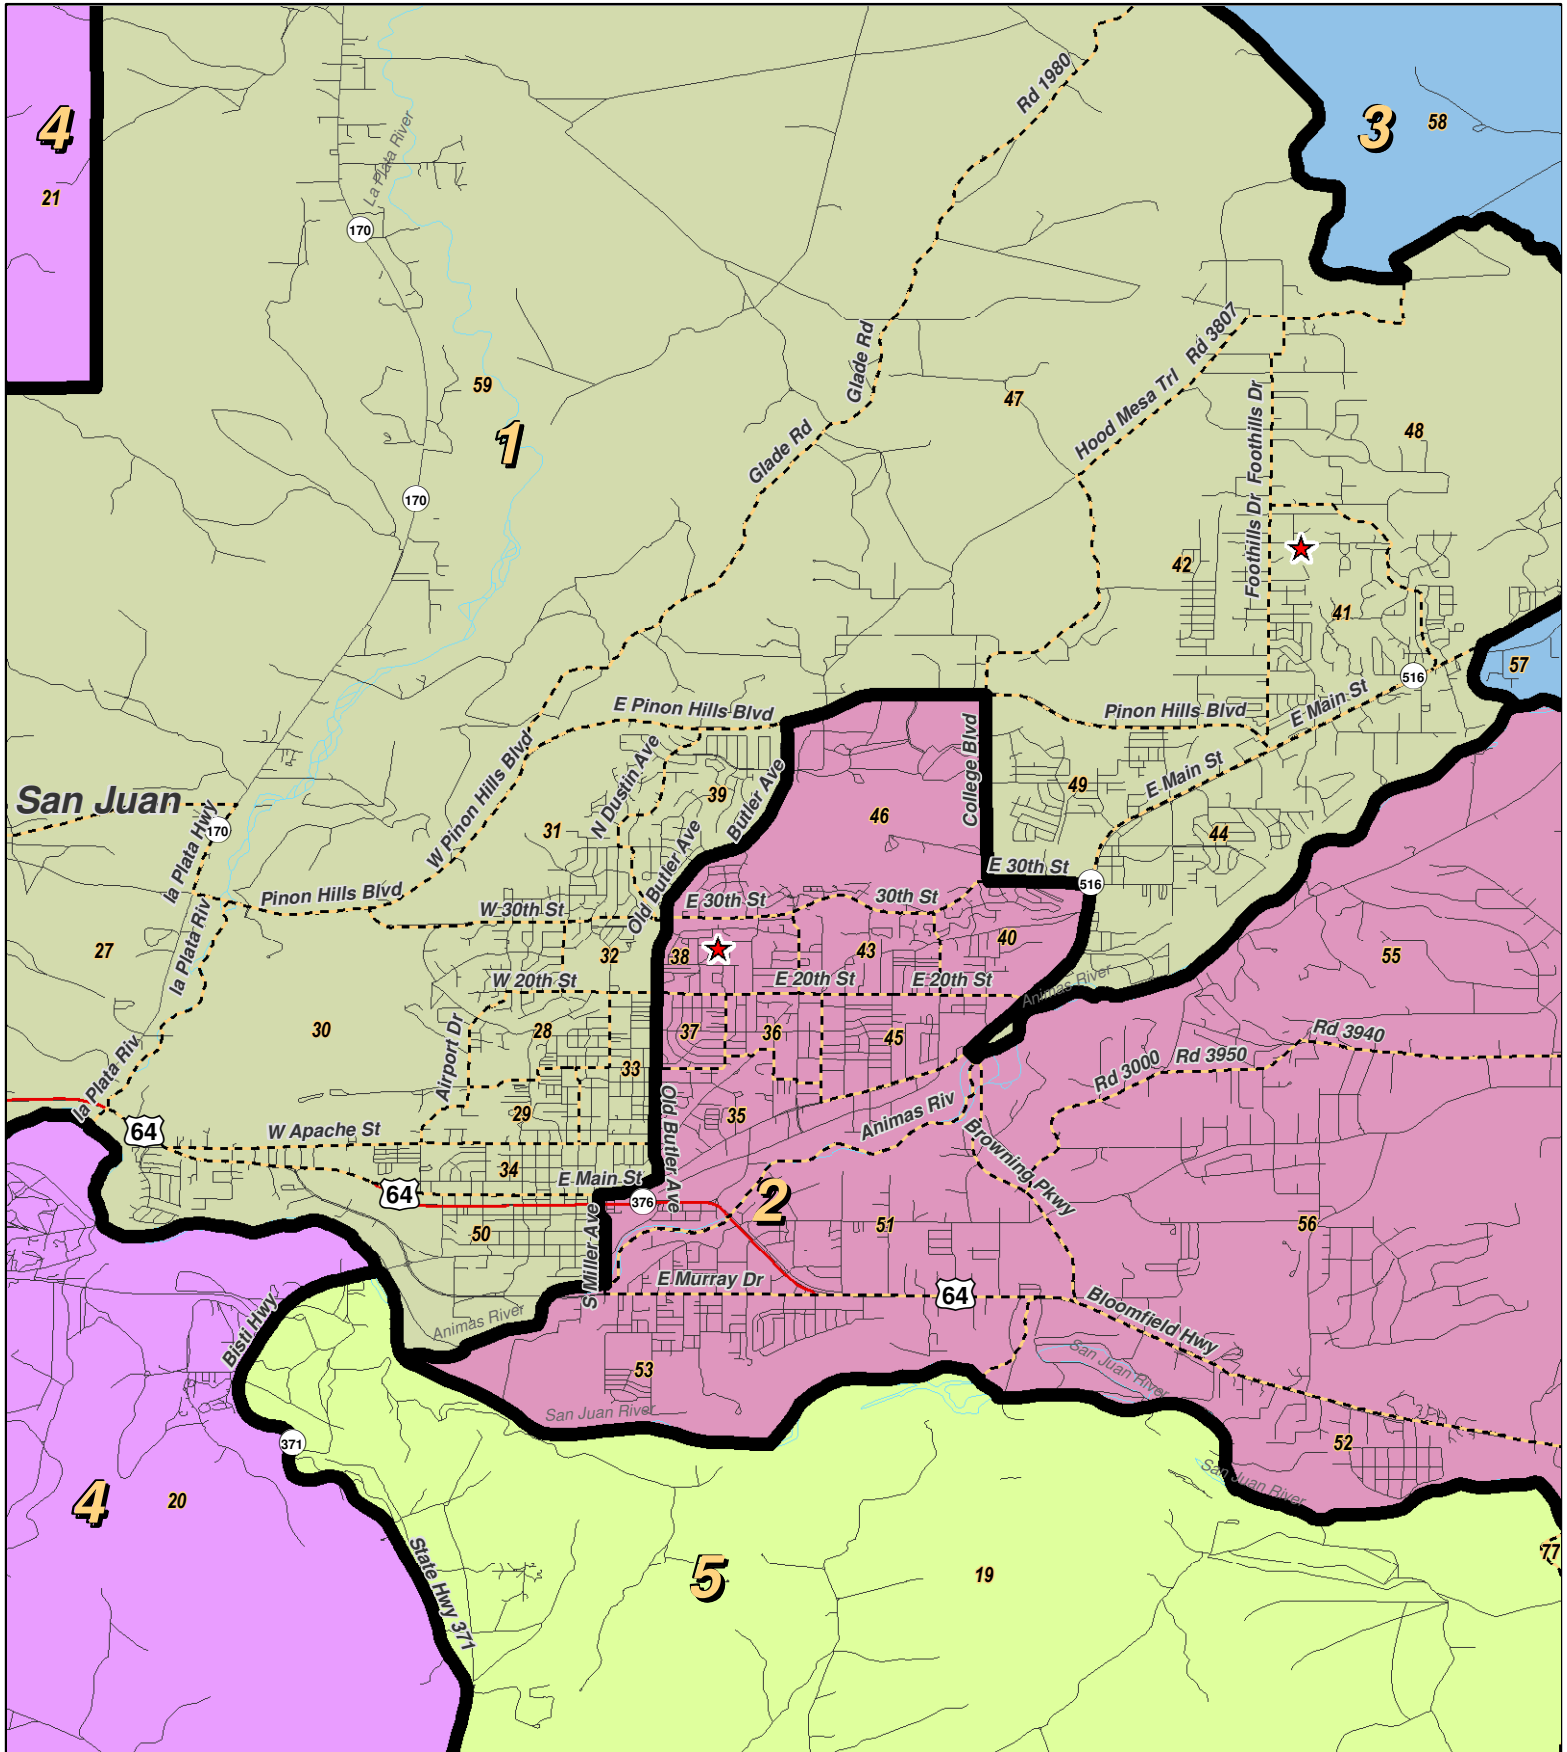 Rd 1980
4
3
58
La Plata River
21
170
Rd 3807
Glade Rd
59
47
Hood Mesa Trl
Foothills Dr
1
48
Glade Rd
170
Foothills Dr
42
41
57
516
E Main St
E Pinon Hills Blvd
Pinon Hills Blvd
College Blvd
N Dustin Ave
W Pinon Hills Blvd
Butler Ave
E Main St
49
San Juan
39
46
170
31
44
la Plata Hwy
Old Butler Ave
E 30th St
516
Pinon Hills Blvd
W 30th St
E 30th St
30th St
la Plata Riv
27
32
38
43
40
55
W 20th St
E 20th St
E 20th St
Animas River
30
28
37
36
45
Rd 3940
Airport Dr
Rd 3950
Rd 3000
33
la Plata Riv
29
35
Old Butler Ave
Animas Riv
64
W Apache St
Browning Pkwy
34
E Main St
64
376
2
50
S Miller Ave
51
56
E Murray Dr
64
Bisti Hwy
Animas River
Bloomfield Hwy
53
San Juan River
San Juan River
371
52
San Juan River
4
20
State Hwy 371
5
19
77